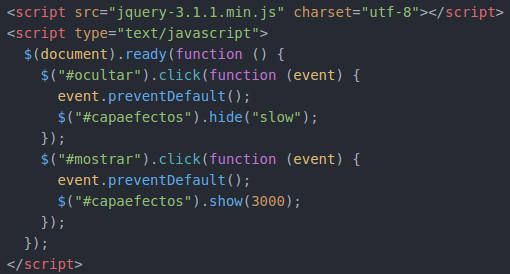 <script src="jquery-3.1.1.min.js" charset="utf-8"></script>
<script type="text/javascript">
  $(document).ready(function () {
    $("#ocultar").click(function (event) {
      event.preventDefault();
      $("#capaefectos").hide("slow");
    });
    $("#mostrar").click(function (event) {
      event.preventDefault();
      $("#capaefectos").show(3000);
    });
  });
</script>